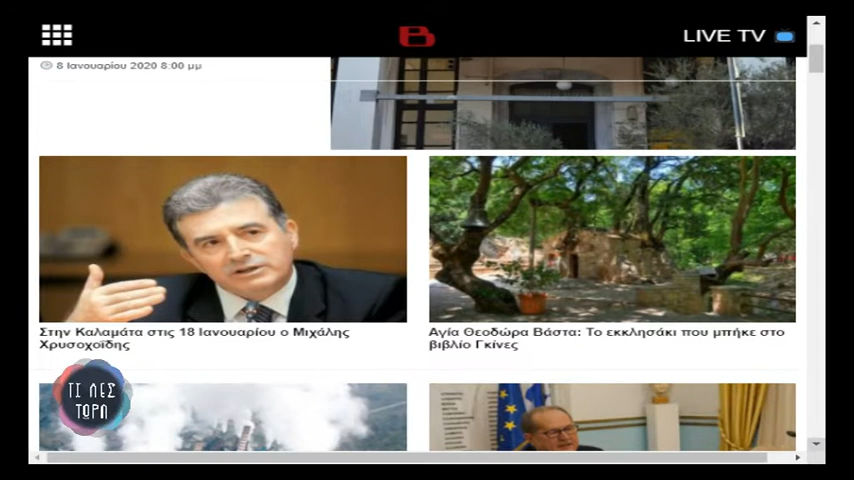 LIVE TV
8 Ιανουαρίου 2020 8:00 μμ
Στην Καλαμάτα στις 18 Ιανουαρίου ο Μιχάλης
Χρυσοχοΐδης
Αγία Θεοδώρα Βάστα: Το εκκλησάκι που μπήκε στο
βιβλίο Γκίνες
ΤΙ ΛΕΣ
ΤΩΡΑ